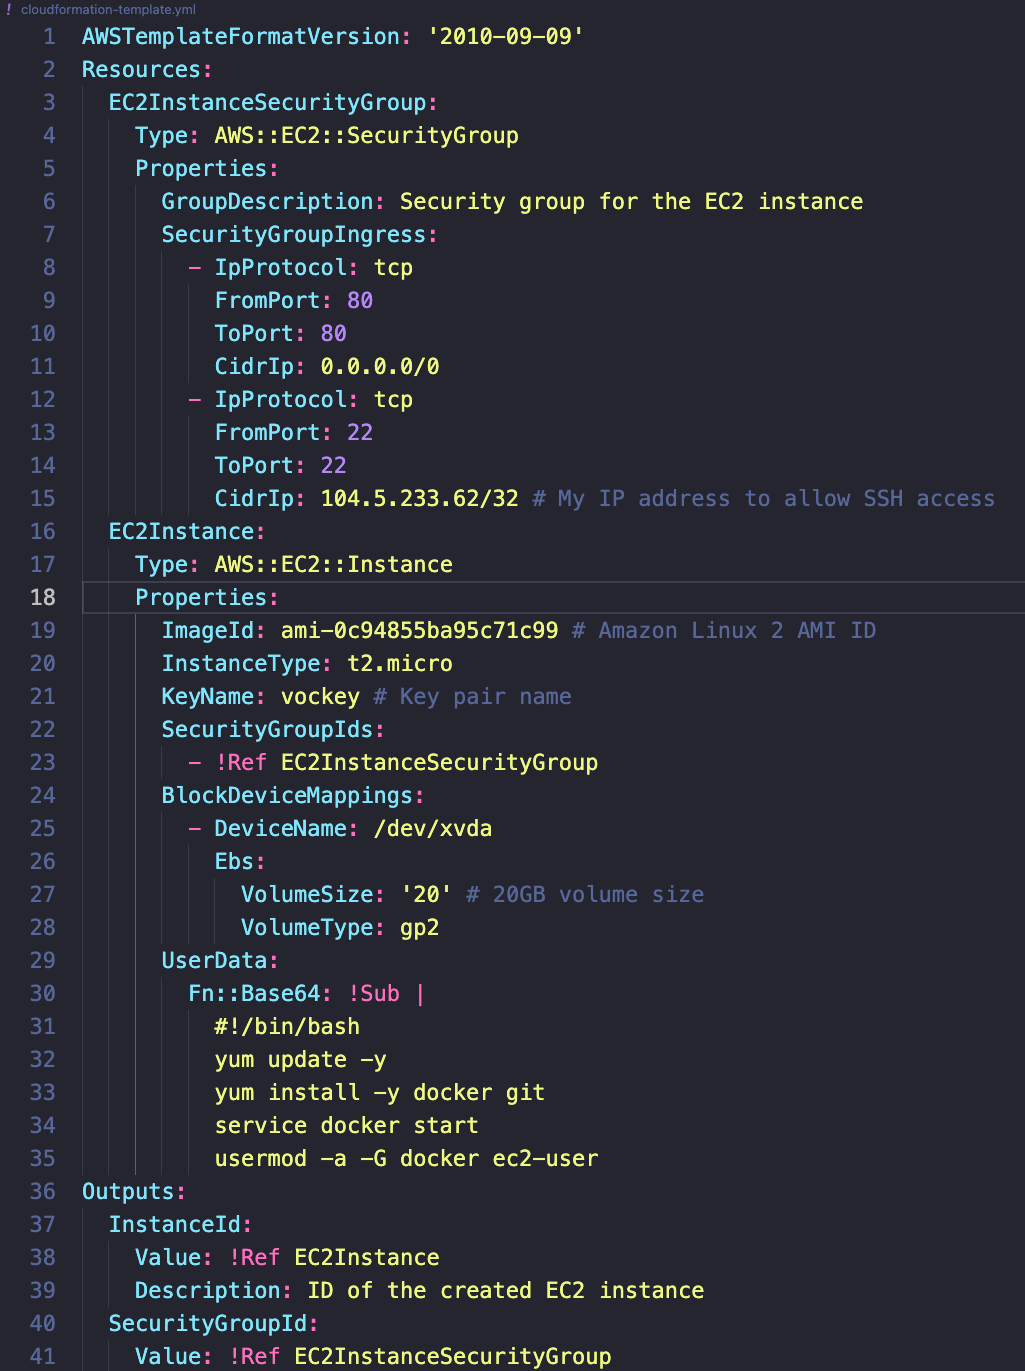 ! cloudformation-template.yml
1 AWSTemplateFormatVersion: '2010-09-09'
2 Resources:
3   EC2InstanceSecurityGroup:
4     Type: AWS::EC2::SecurityGroup
5     Properties:
6       GroupDescription: Security group for the EC2 instance
7       SecurityGroupIngress:
8         - IpProtocol: tcp
9           FromPort: 80
10           ToPort: 80
11           CidrIp: 0.0.0.0/0
12         - IpProtocol: tcp
13           FromPort: 22
14           ToPort: 22
15           CidrIp: 104.5.233.62/32 # My IP address to allow SSH access
16   EC2Instance:
17     Type: AWS::EC2::Instance
18     Properties:
19       ImageId: ami-0c94855ba95c71c99 # Amazon Linux 2 AMI ID
20       InstanceType: t2.micro
21       KeyName: vockey # Key pair name
22       SecurityGroupIds:
23         - !Ref EC2InstanceSecurityGroup
24       BlockDeviceMappings:
25         - DeviceName: /dev/xvda
26           Ebs:
27             VolumeSize: '20' # 20GB volume size
28             VolumeType: gp2
29       UserData:
30         Fn::Base64: !Sub |
31           #!/bin/bash
32           yum update -y
33           yum install -y docker git
34           service docker start
35           usermod -a -G docker ec2-user
36 Outputs:
37   InstanceId:
38     Value: !Ref EC2Instance
39     Description: ID of the created EC2 instance
40   SecurityGroupId:
41     Value: !Ref EC2InstanceSecurityGroup